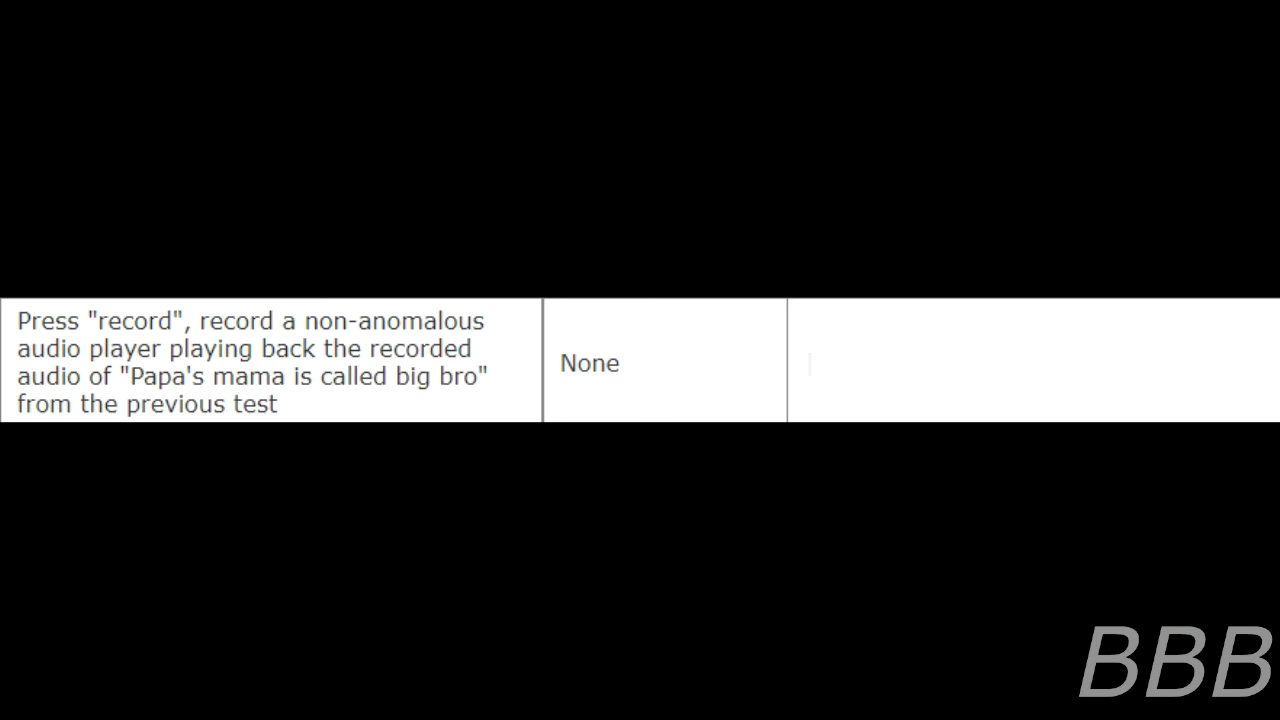 Press "record", record a non-anomalous
audio player playing back the recorded
audio of "Papa's mama is called big bro"
from the previous test
None
BBB